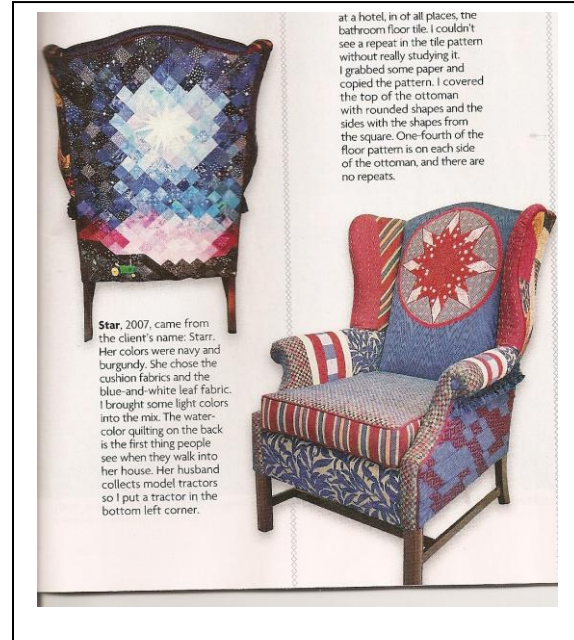 at a hotel, in of all places, the
bathroom floor tile. I couldn't
see a repeat in the tile pattern
without really studying it.
I grabbed some paper and
copied the pattern. I covered
the top of the ottoman
with rounded shapes and the
sides with the shapes from
the square. One-fourth of the
floor pattern is on each side
of the ottoman, and there are
no repeats.
Star, 2007, came from
the client's name: Starr.
Her colors were navy and
burgundy. She chose the
cushion fabrics and the
blue-and-white leaf fabric.
I brought some light colors
into the mix. The water-
color quilting on the back
is the first thing people
see when they walk into
her house. Her husband
collects model tractors
so I put a tractor in the
bottom left corner.